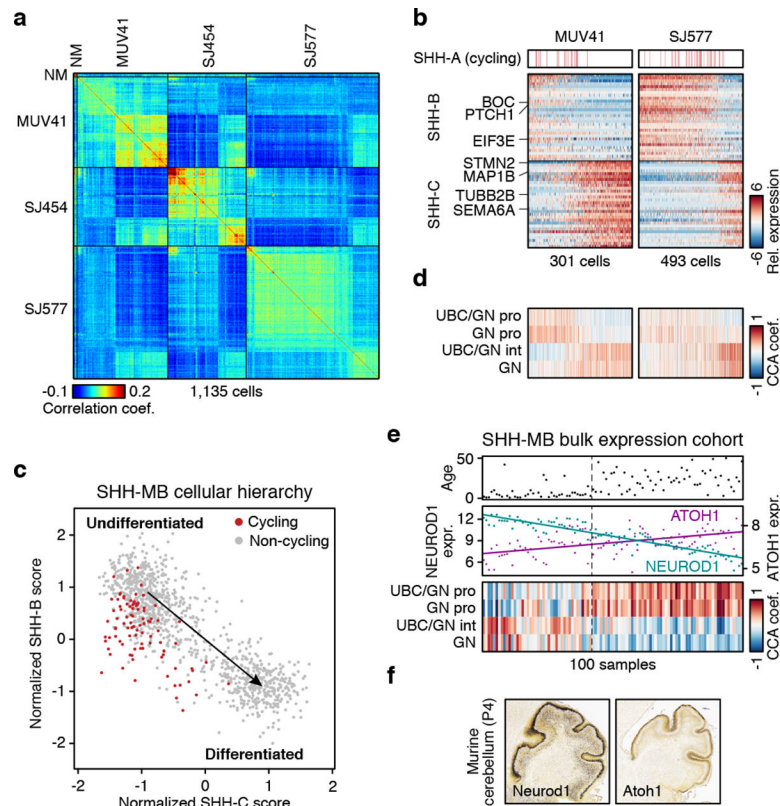 a
NM
MUV41
SJ454
SJ577
NM
MUV41
SJ454
SJ577
-0.1 0.2
Correlation coef.
1,135 cells
b
MUV41 SJ577
SHH-A (cycling)
SHH-B
BOC
PTCH1
EIF3E
SHH-C
STMN2
MAP1B
TUBB2B
SEMA6A
301 cells 493 cells
6
-6
Rel. expression
d
UBC/GN pro
GN pro
UBC/GN int
GN
1
-1
CCA coef.
c
SHH-MB cellular hierarchy
Undifferentiated
Cycling
Non-cycling
Differentiated
Normalized SHH-B score
2
1
0
-1
-2
-2 -1 0 1 2
Normalized SHH-C score
e
SHH-MB bulk expression cohort
Age
50
0
NEUROD1
expr.
12
9
6
ATOH1
NEUROD1
8
5
ATOH1 expr.
UBC/GN pro
GN pro
UBC/GN int
GN
1
-1
CCA coef.
100 samples
f
Murine
cerebellum (P4)
Neurod1 Atoh1